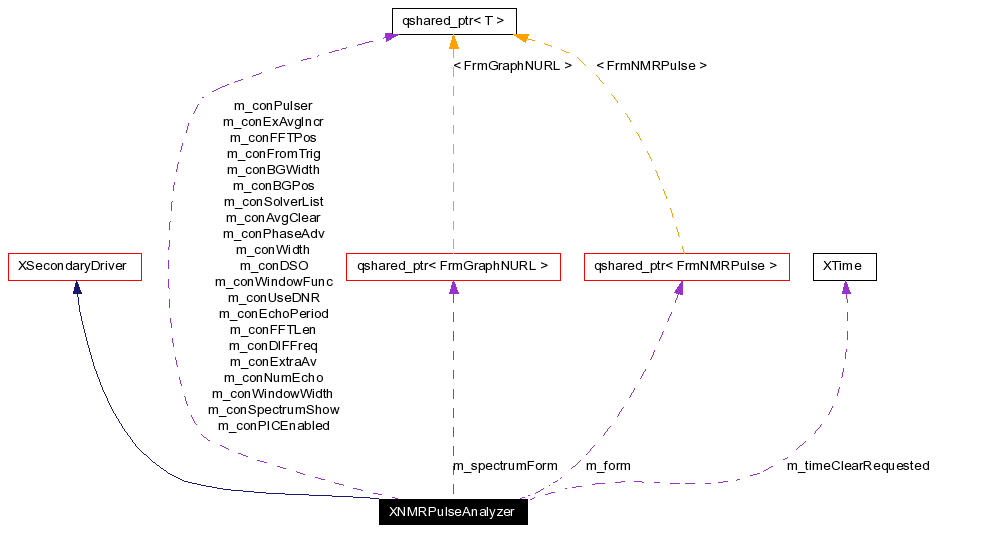 qshared_ptr< T >
< FrmGraphNURL >
< FrmNMRPulse >
m_conPulser
m_conExAvgIncr
m_conFFTPos
m_conFromTrig
m_conBGWidth
m_conBGPos
m_conSolverList
m_conAvgClear
m_conPhaseAdv
m_conWidth
m_conDSO
m_conWindowFunc
m_conUseDNR
m_conEchoPeriod
m_conFFTLen
m_conDIFFreq
m_conExtraAv
m_conNumEcho
m_conWindowWidth
m_conSpectrumShow
m_conPICEnabled
XSecondaryDriver
qshared_ptr< FrmGraphNURL >
qshared_ptr< FrmNMRPulse >
XTime
m_spectrumForm
m_form
m_timeClearRequested
XNMRPulseAnalyzer